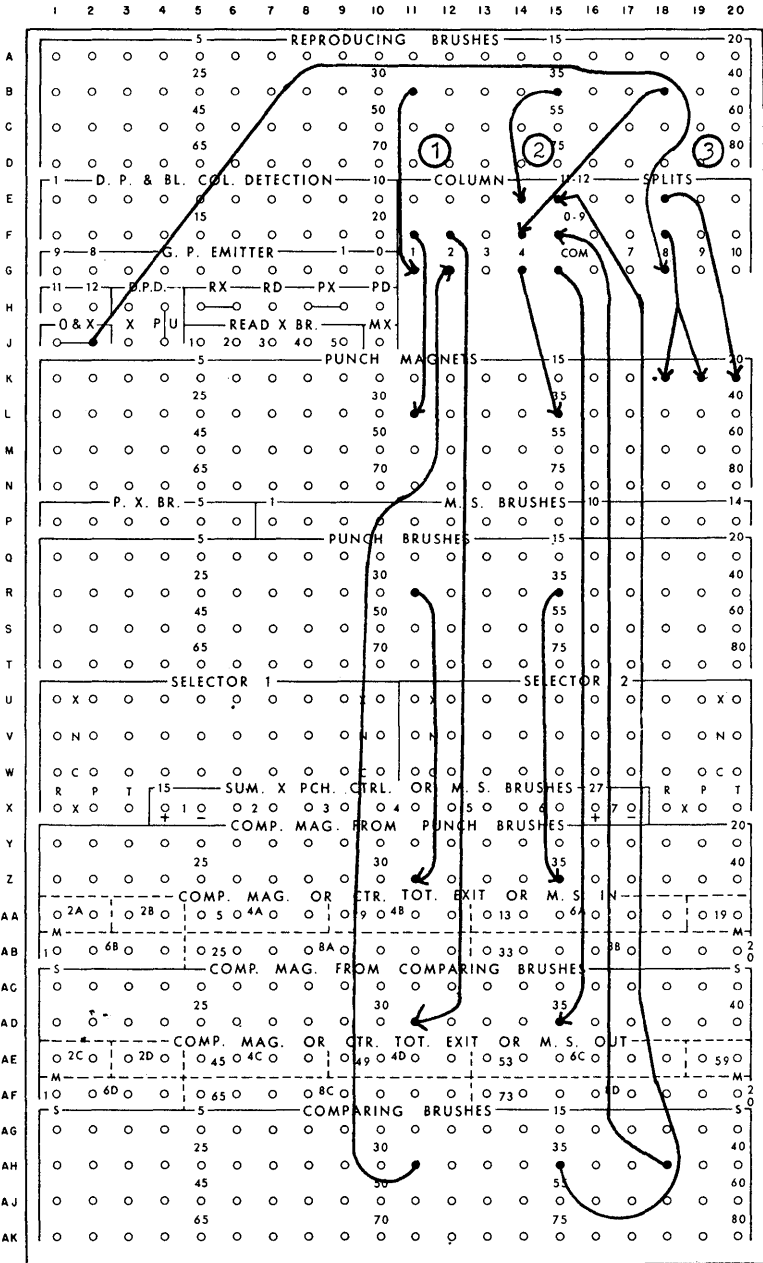 1 2 3 4 5 6 7 8 9 10 11 12 13 14 15 16 17 18 19 20
5 REPRODUCING BRUSHES 15 20
A
25 30 35 40
B
45 50 55 60
C
65 70 75 80
① ② ③
D
1 D. P. & BL. COL. DETECTION 10 COLUMN 11-12 SPLITS
E
15 20 0-9
F
9 8 G. P. EMITTER 1 0 1 2 3 4 COM 7 8 9 10
G
11 12 D.P.D. RX RD PX PD
H
O & X X P U READ X BR. MX
J 10 20 30 40 50
5 PUNCH MAGNETS 15 20
K
25 30 35 40
L
45 50 55 60
M
65 70 75 80
N
P. X. BR. 5 1 M. S. BRUSHES 10 14
P
5 PUNCH BRUSHES 15 20
Q
25 30 35 40
R
45 50 55 60
S
65 70 75 80
T
SELECTOR 1 SELECTOR 2
U X X X X
V N N N N
W C C C
R P T 15 SUM. X PCH. CTRL. OR M. S. BRUSHES 27 R P T
X X 1 2 3 4 5 6 7 X
+ - + -
COMP. MAG. FROM PUNCH BRUSHES 20
Y
25 30 35 40
Z
COMP. MAG. OR CTR. TOT. EXIT OR M. S. IN
AA 2A 2B 5 4A 9 4B 13 6A 19
M M
AB 1 6B 25 8A 33 8B 20
S COMP. MAG. FROM COMPARING BRUSHES S
AC
25 30 35 40
AD
COMP. MAG. OR CTR. TOT. EXIT OR M. S. OUT
AE 2C 2D 45 4C 49 4D 53 6C 59
M M
AF 1 6D 65 8C 73 8D 20
S 5 COMPARING BRUSHES 15 S
AG
25 30 35 40
AH
45 50 55 60
AJ
65 70 75 80
AK